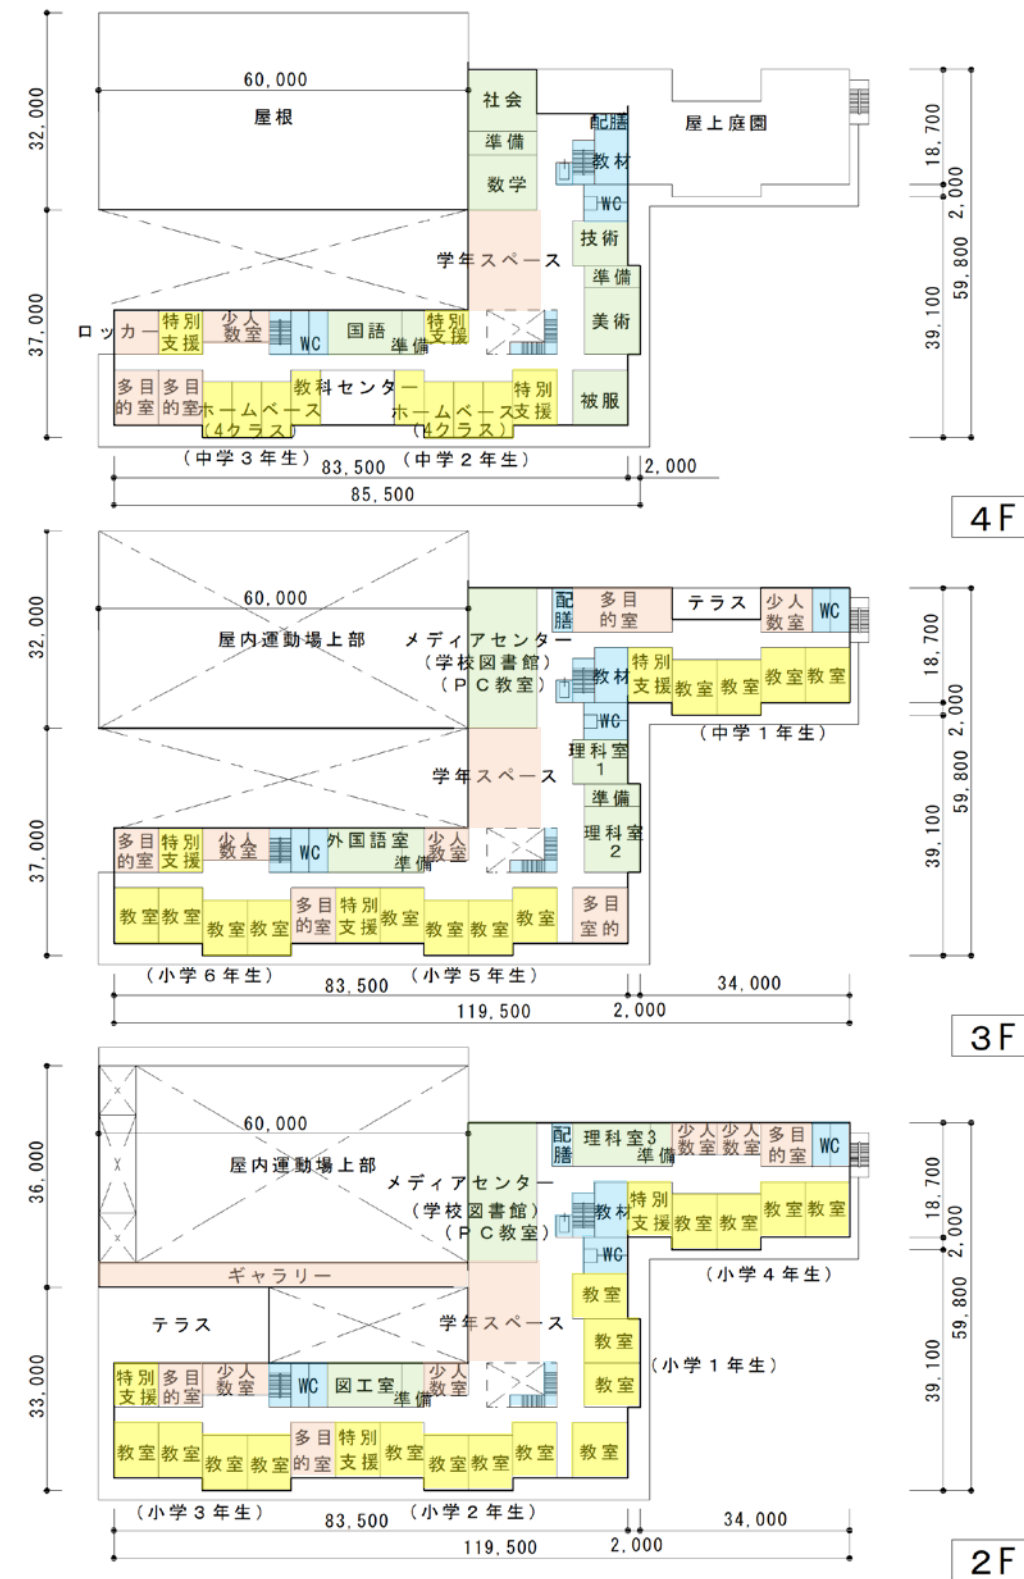 60,000
屋根
32,000
社会
準備
数学
配膳
教材
WC
屋上庭園
18,700
2,000
59,800
学年スペース
技術
準備
美術
39,100
37,000
ロッカー
特別
支援
少人
数室
WC
国語
準備
特別
支援
多目
的室
多目
的室
ホームベース
(4クラス)
教科センター
ホームベース
(4クラス)
特別
支援
被服
(中学3年生)
(中学2年生)
83,500
2,000
85,500
4F
60,000
32,000
屋内運動場上部
メディアセンター
(学校図書館)
(PC教室)
配
膳
多目
的室
テラス
少人
数室
WC
教材
特別
支援
教室
教室
教室
教室
18,700
2,000
59,800
WC
(中学1年生)
学年スペース
理科室
1
準備
理科室
2
39,100
37,000
多目
的室
特別
支援
少人
数室
WC
外国語室
準備
少人
教室
教室
教室
教室
教室
多目
的室
特別
支援
教室
教室
教室
教室
多目
室的
(小学6年生)
(小学5年生)
83,500
34,000
119,500
2,000
3F
60,000
36,000
屋内運動場上部
メディアセンター
(学校図書館)
(PC教室)
配
膳
理科室3
準備
少人
数室
少人
数室
多目
的室
WC
教材
特別
支援
教室
教室
教室
教室
18,700
2,000
59,800
WC
(小学4年生)
ギャラリー
テラス
学年スペース
教室
教室
教室
(小学1年生)
39,100
33,000
特別
支援
多目
的室
少人
数室
WC
図工室
準備
少人
数室
教室
教室
教室
教室
多目
的室
特別
支援
教室
教室
教室
教室
教室
(小学3年生)
(小学2年生)
83,500
34,000
119,500
2,000
2F